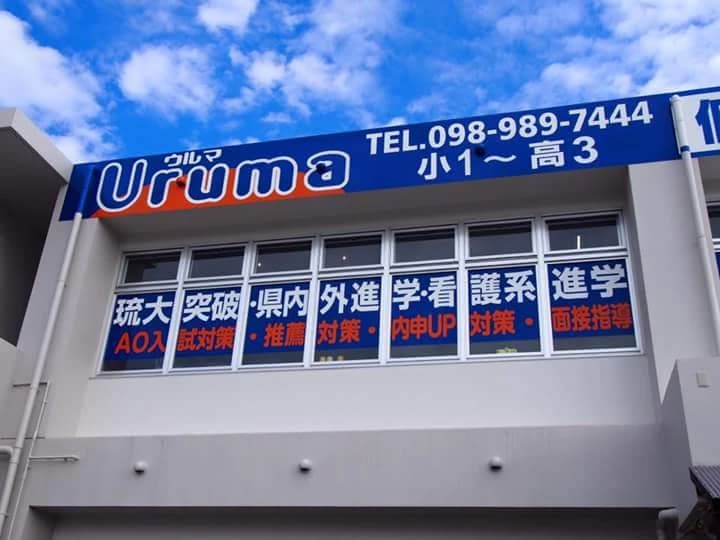 ウルマ
Uruma
TEL.098-989-7444
小1～高3
琉大突破・県内外進学・看護系進学
AO入試対策・推薦対策・内申UP対策・面接指導